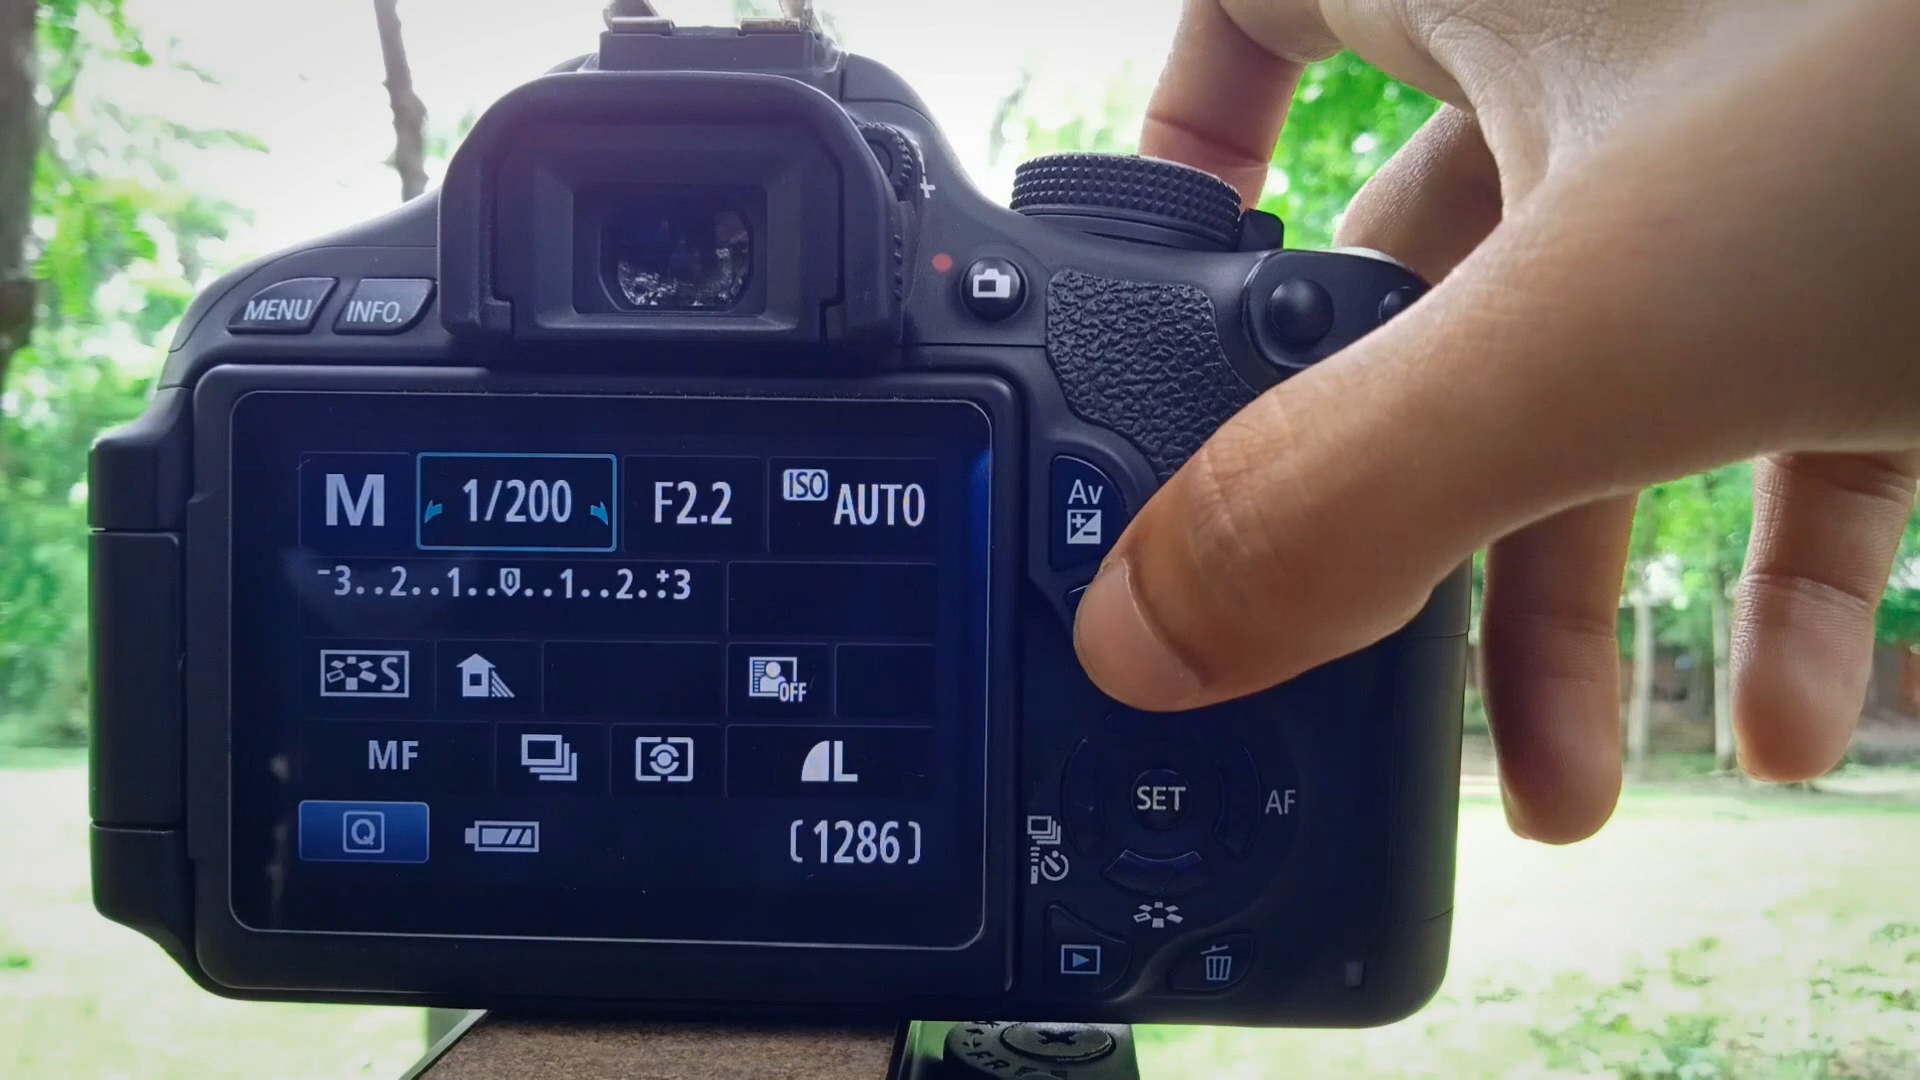 MENU INFO.
M 1/200 F2.2 ISO AUTO
-3..2..1..0..1..2.:+3
S
OFF
MF L
Q [1286]
Av
SET
AF